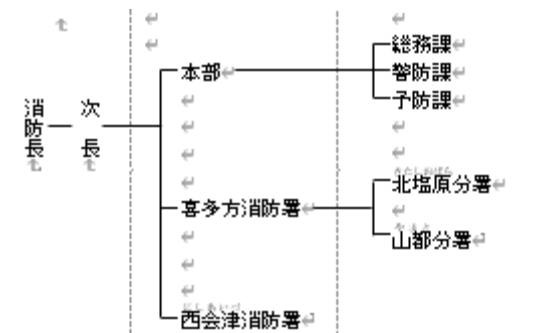 総務課
本部
警防課
予防課
消防長
次長
北塩原分署
喜多方消防署
山都分署
西会津消防署